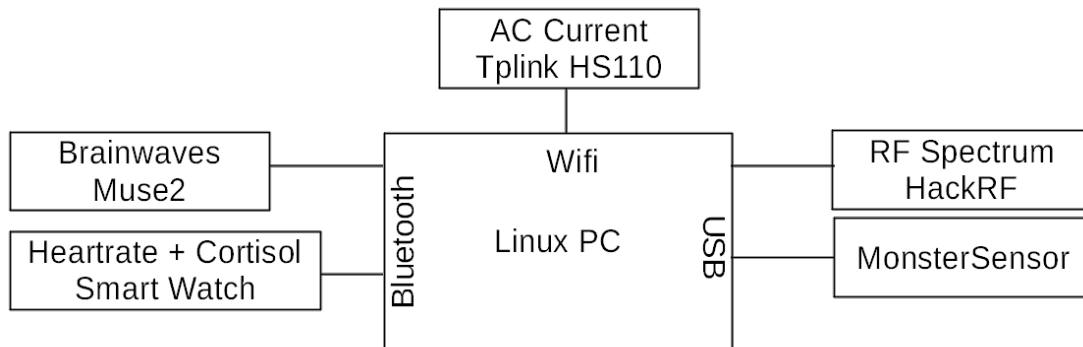 AC Current
Tplink HS110
Brainwaves
Muse2
Wifi
RF Spectrum
HackRF
Heartrate + Cortisol
Smart Watch
Bluetooth
Linux PC
USB
MonsterSensor